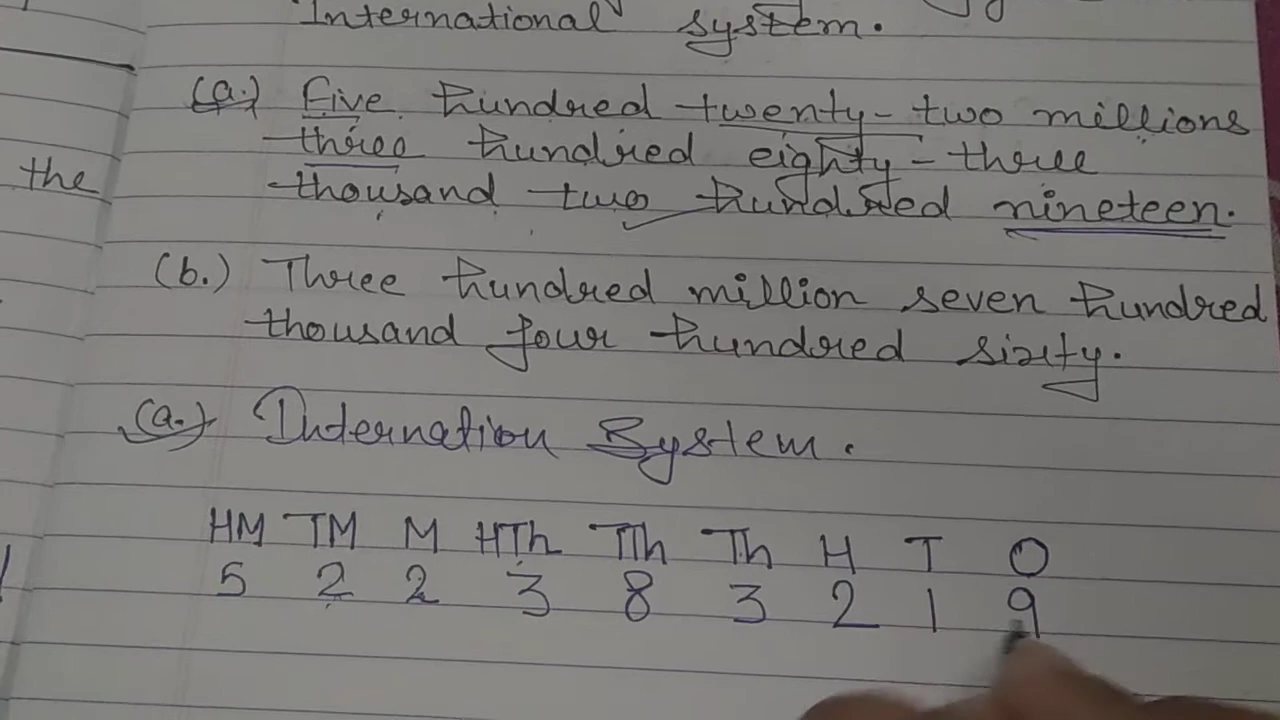 International system.
(a.) Five hundred twenty-two millions
three hundred eighty-three
the
thousand two hundred nineteen.
(b.) Three hundred million seven hundred
thousand four hundred sixty.
(a.) Internation System.
HM TM M HTh TTh Th H T O
5 2 2 3 8 3 2 1 9